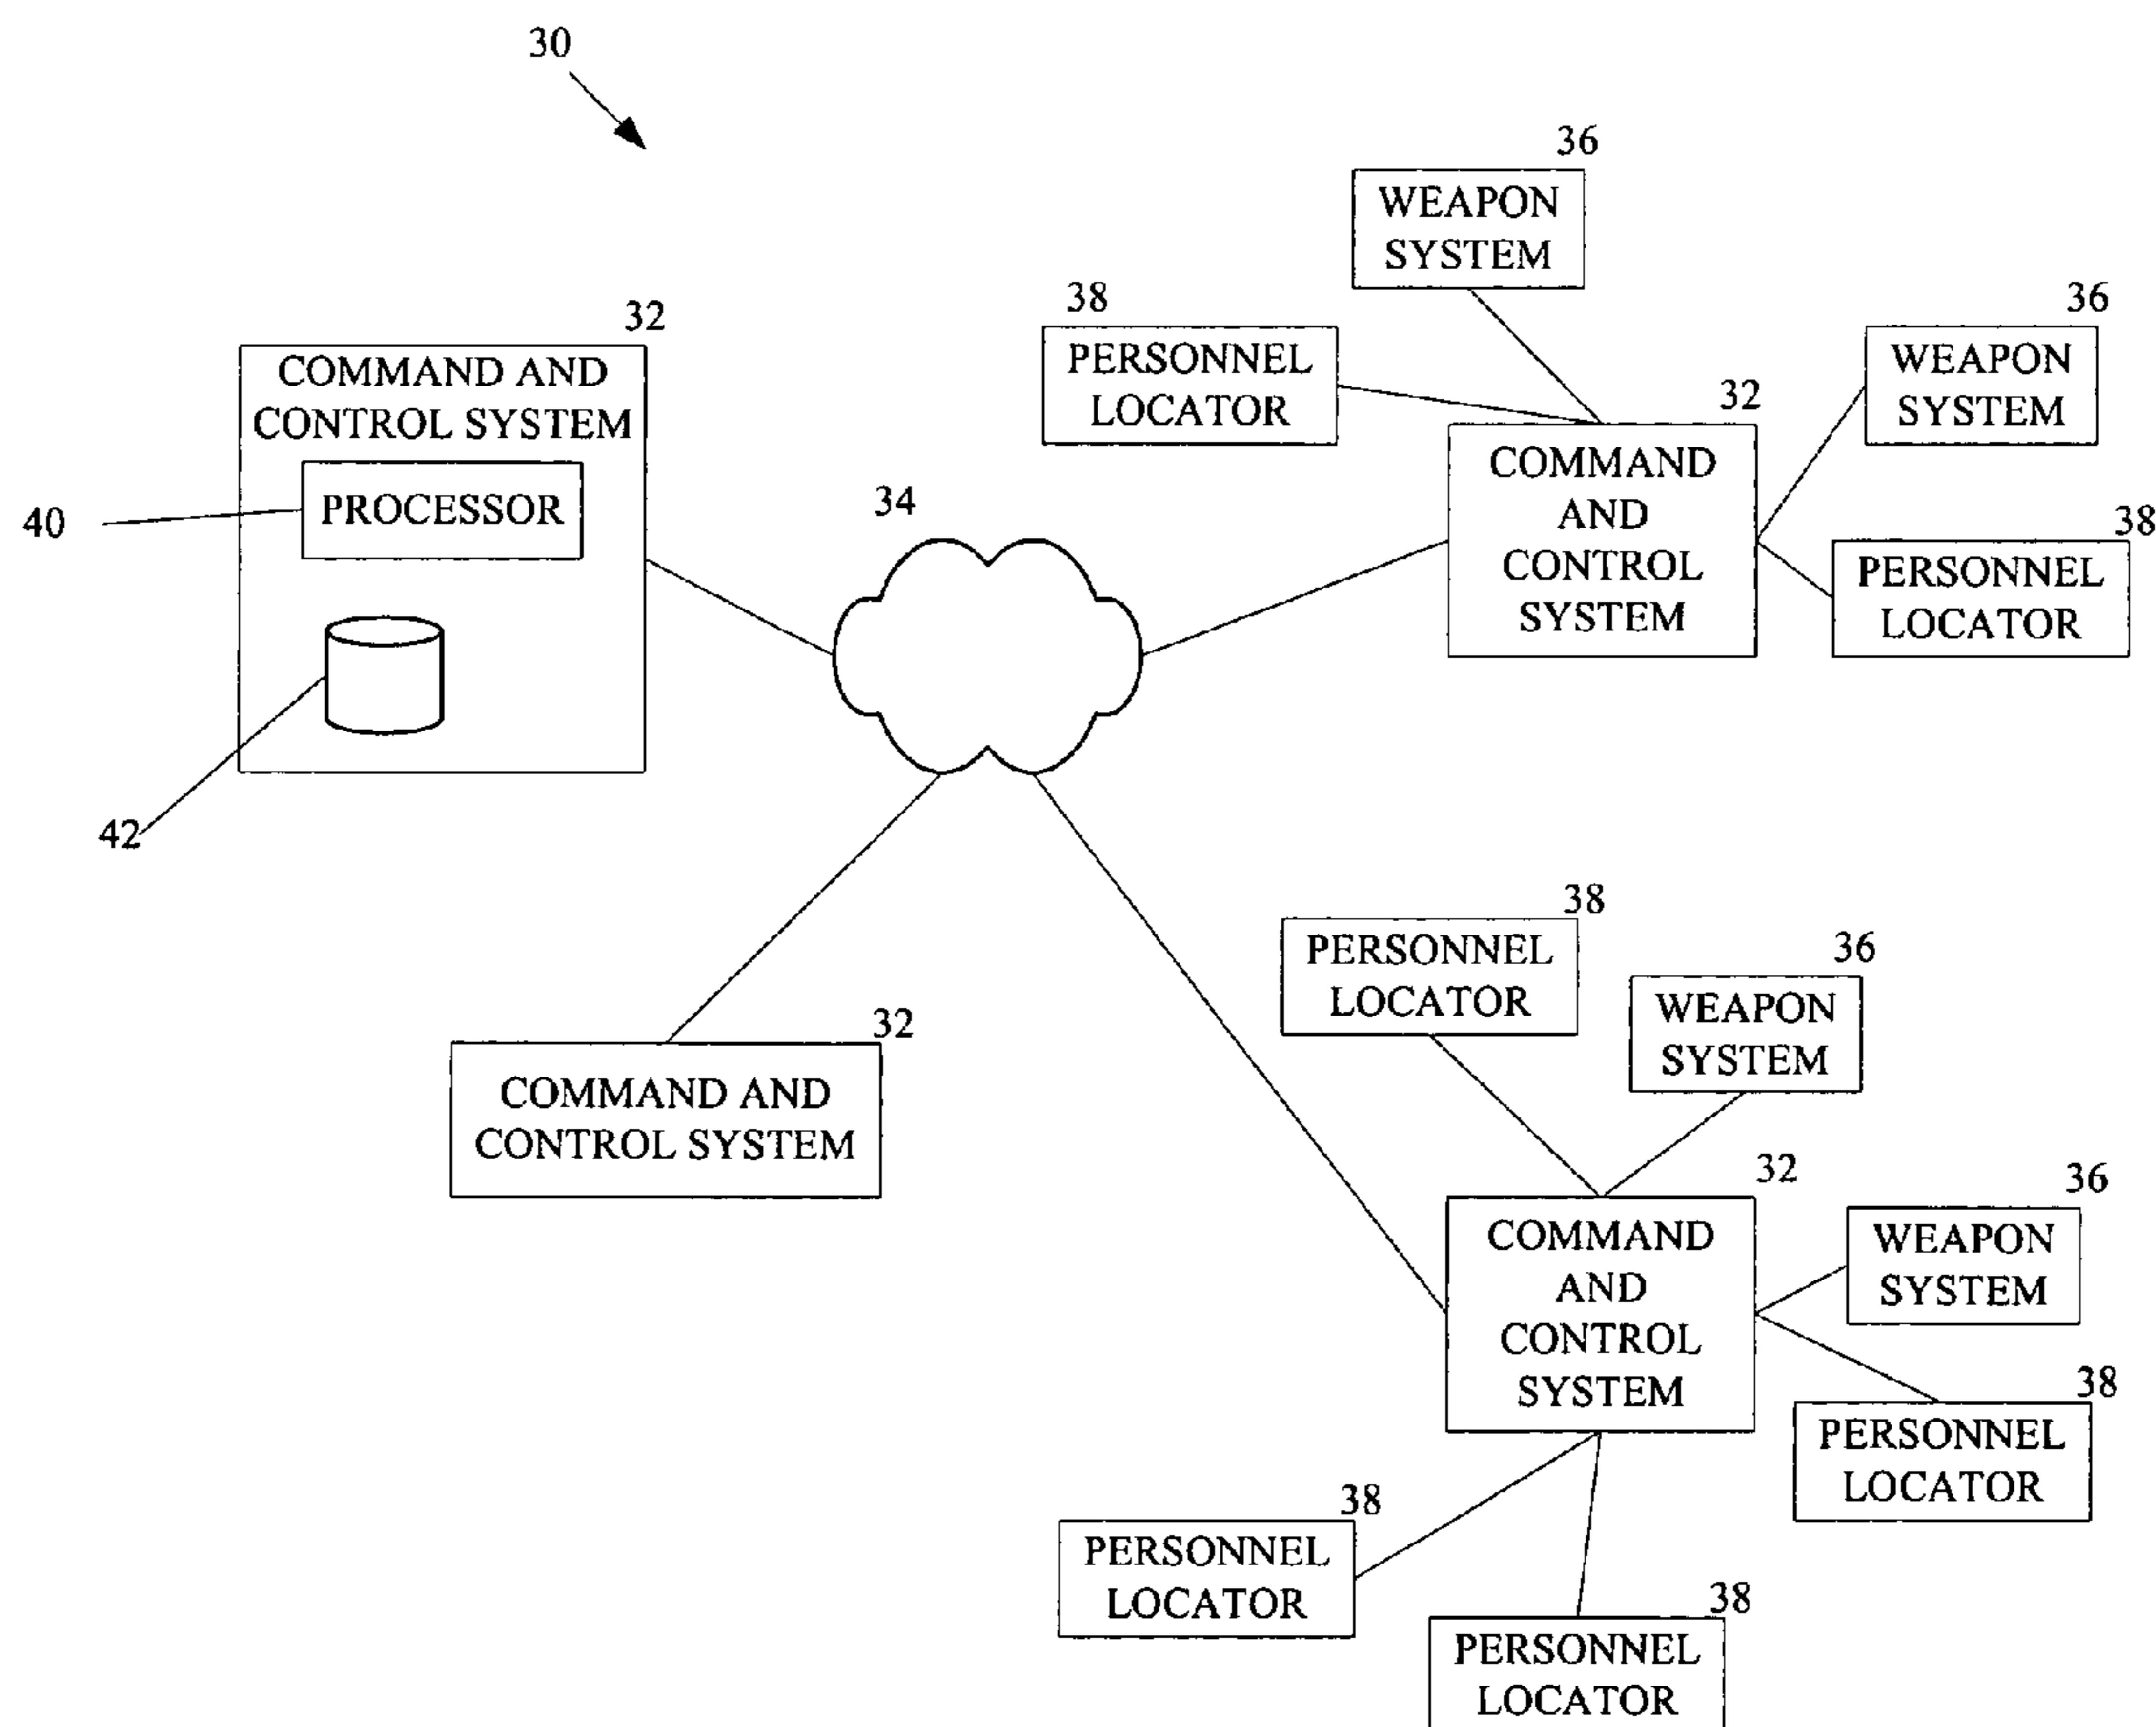 30
36
WEAPON
SYSTEM
38
PERSONNEL
LOCATOR
36
WEAPON
SYSTEM
32
COMMAND AND
CONTROL SYSTEM
PROCESSOR
40
42
34
32
COMMAND
AND
CONTROL
SYSTEM
38
PERSONNEL
LOCATOR
32
COMMAND AND
CONTROL SYSTEM
38
PERSONNEL
LOCATOR
36
WEAPON
SYSTEM
32
COMMAND
AND
CONTROL
SYSTEM
36
WEAPON
SYSTEM
38
PERSONNEL
LOCATOR
38
PERSONNEL
LOCATOR
38
PERSONNEL
LOCATOR